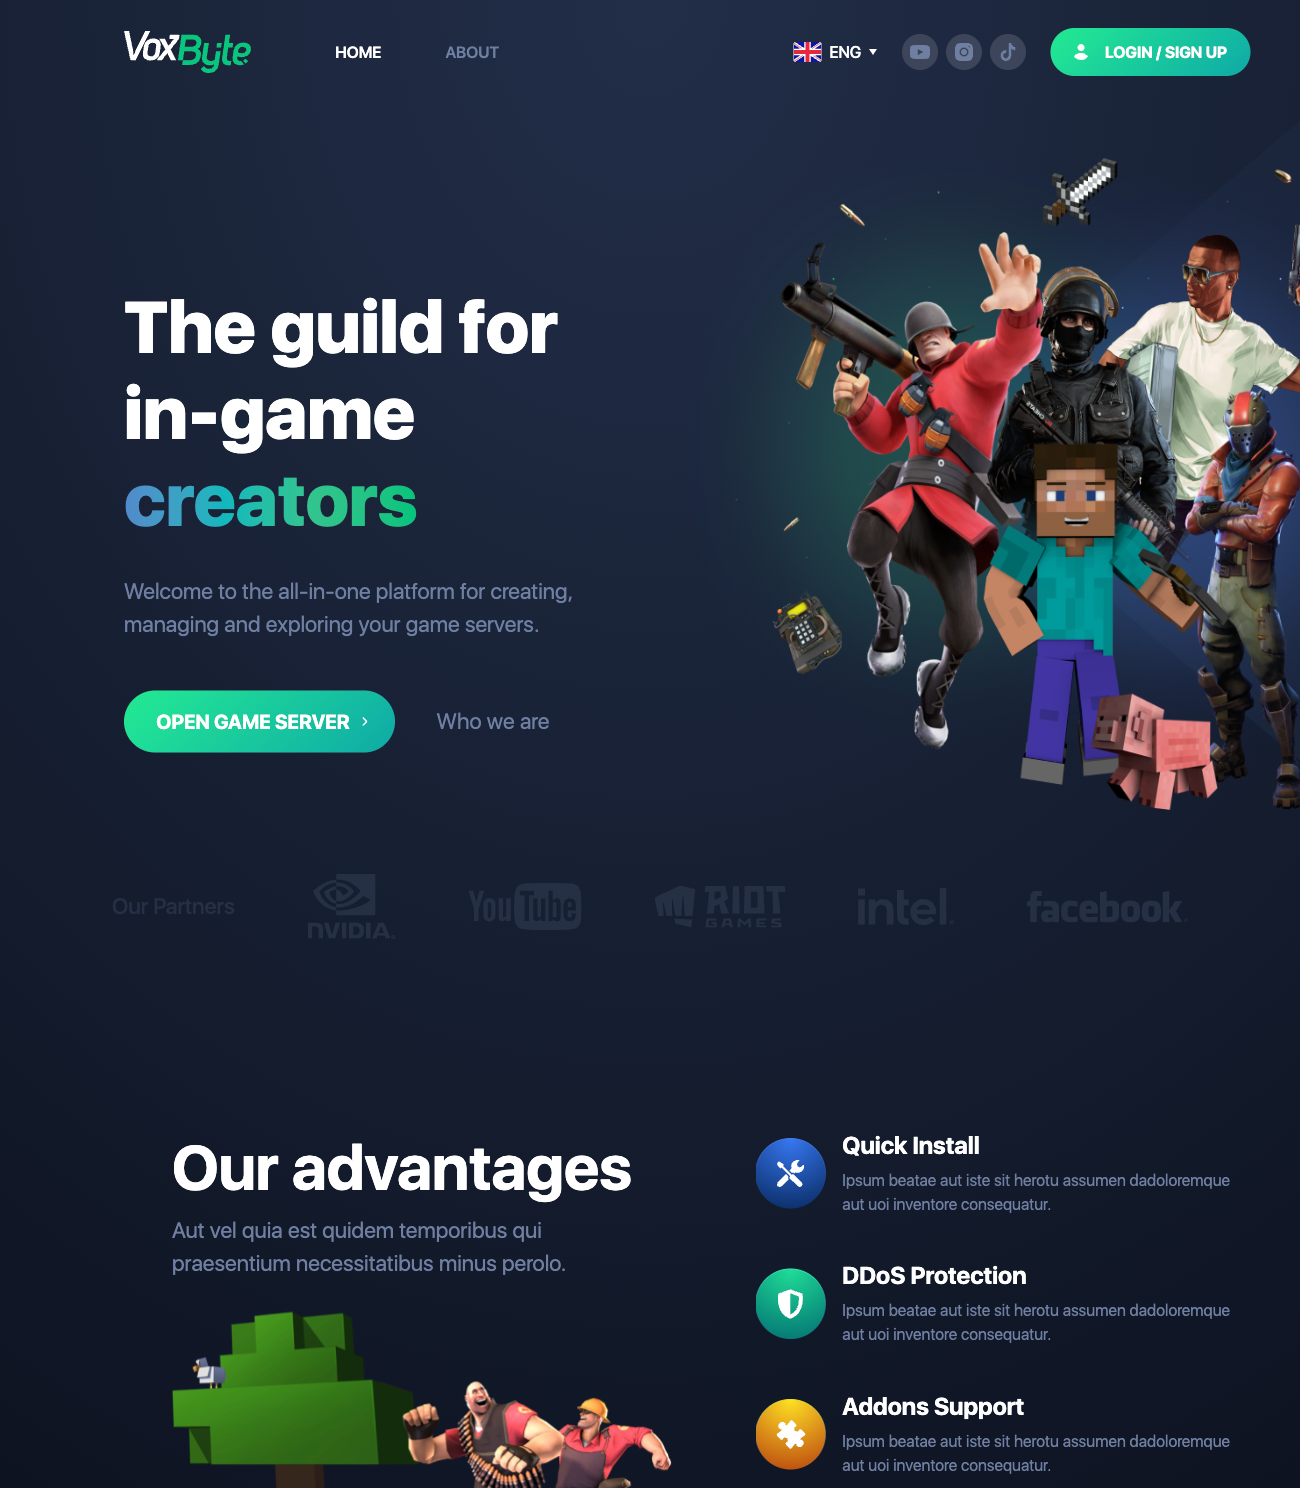 VoxByte
HOME
ABOUT
ENG
LOGIN / SIGN UP
The guild for
in-game
creators
Welcome to the all-in-one platform for creating,
managing and exploring your game servers.
OPEN GAME SERVER
Who we are
Our Partners
NVIDIA.
YouTube
RIOT
GAMES
intel.
facebook.
Our advantages
Aut vel quia est quidem temporibus qui
praesentium necessitatibus minus perolo.
Quick Install
Ipsum beatae aut iste sit herotu assumen dadoloremque
aut uoi inventore consequatur.
DDoS Protection
Ipsum beatae aut iste sit herotu assumen dadoloremque
aut uoi inventore consequatur.
Addons Support
Ipsum beatae aut iste sit herotu assumen dadoloremque
aut uoi inventore consequatur.